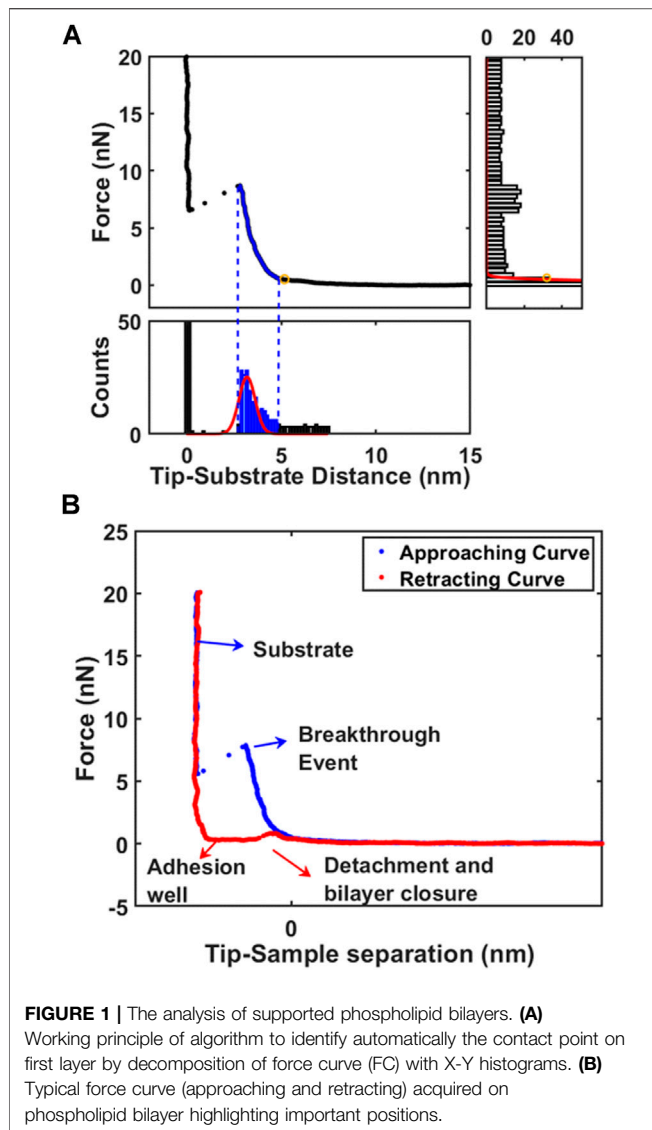 A
0 20 40
20
15
10
5
0
Force (nN)
50
0
Counts
0 5 10 15
Tip-Substrate Distance (nm)
B
25
20
15
10
5
0
-5
Force (nN)
Approaching Curve
Retracting Curve
Substrate
Breakthrough
Event
Adhesion
well
Detachment and
bilayer closure
0
Tip-Sample separation (nm)
FIGURE 1 | The analysis of supported phospholipid bilayers. (A)
Working principle of algorithm to identify automatically the contact point on
first layer by decomposition of force curve (FC) with X-Y histograms. (B)
Typical force curve (approaching and retracting) acquired on
phospholipid bilayer highlighting important positions.